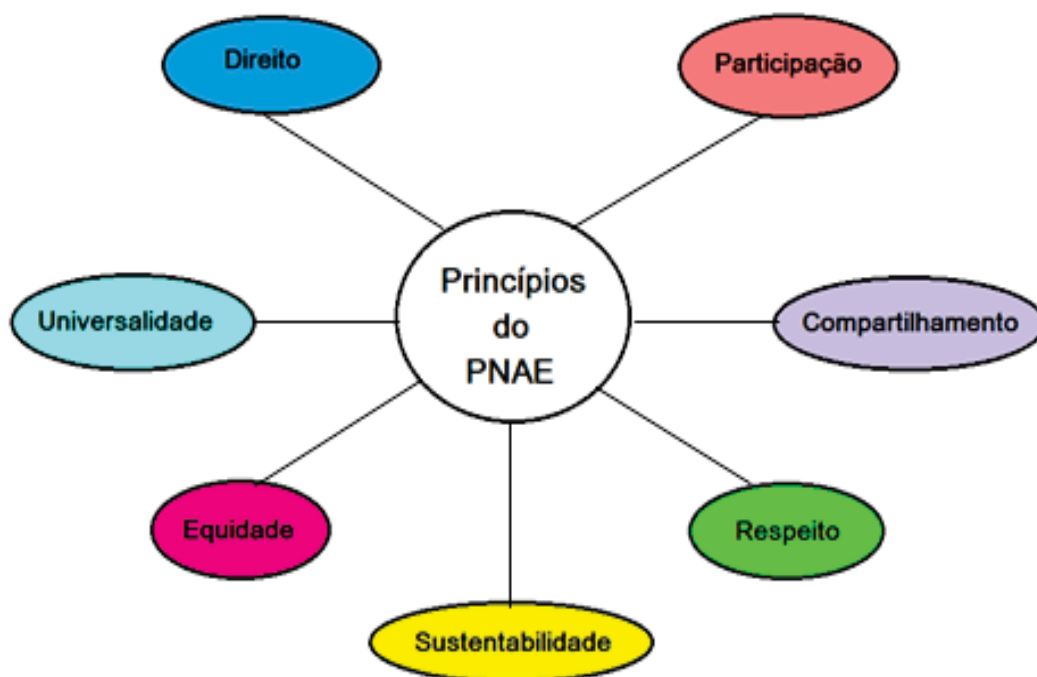 Direito
Participação
Princípios
do
PNAE
Universalidade
Compartilhamento
Equidade
Respeito
Sustentabilidade